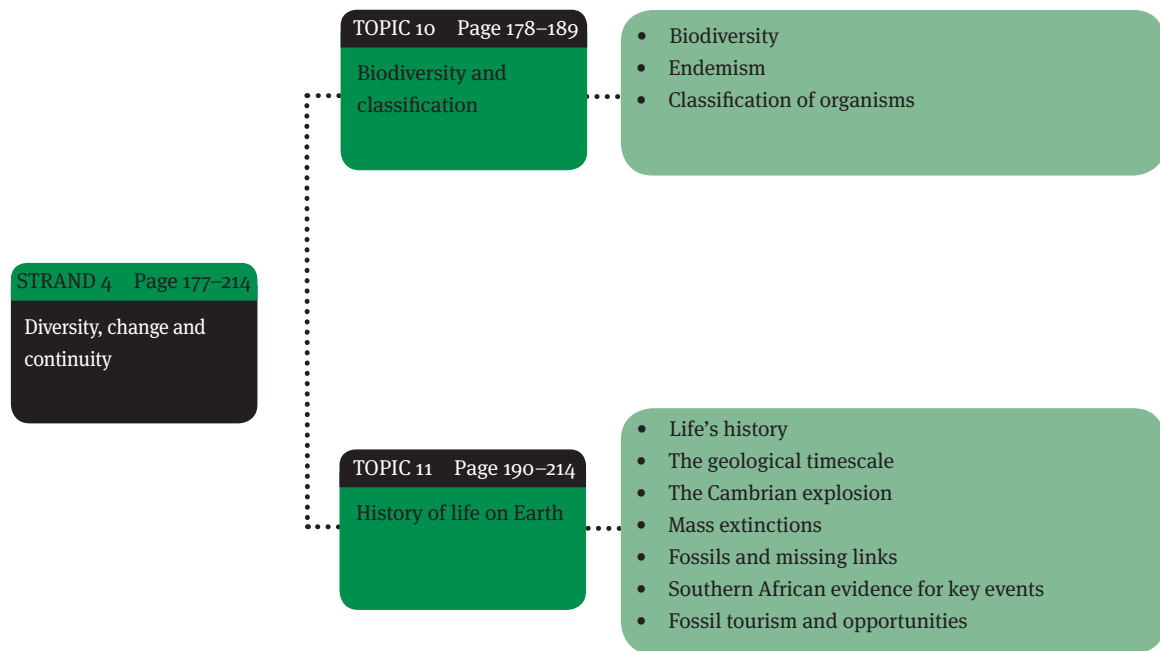 STRAND 4 Page 177–214
Diversity, change and
continuity
TOPIC 10 Page 178–189
Biodiversity and
classification
• Biodiversity
• Endemism
• Classification of organisms
TOPIC 11 Page 190–214
History of life on Earth
• Life’s history
• The geological timescale
• The Cambrian explosion
• Mass extinctions
• Fossils and missing links
• Southern African evidence for key events
• Fossil tourism and opportunities